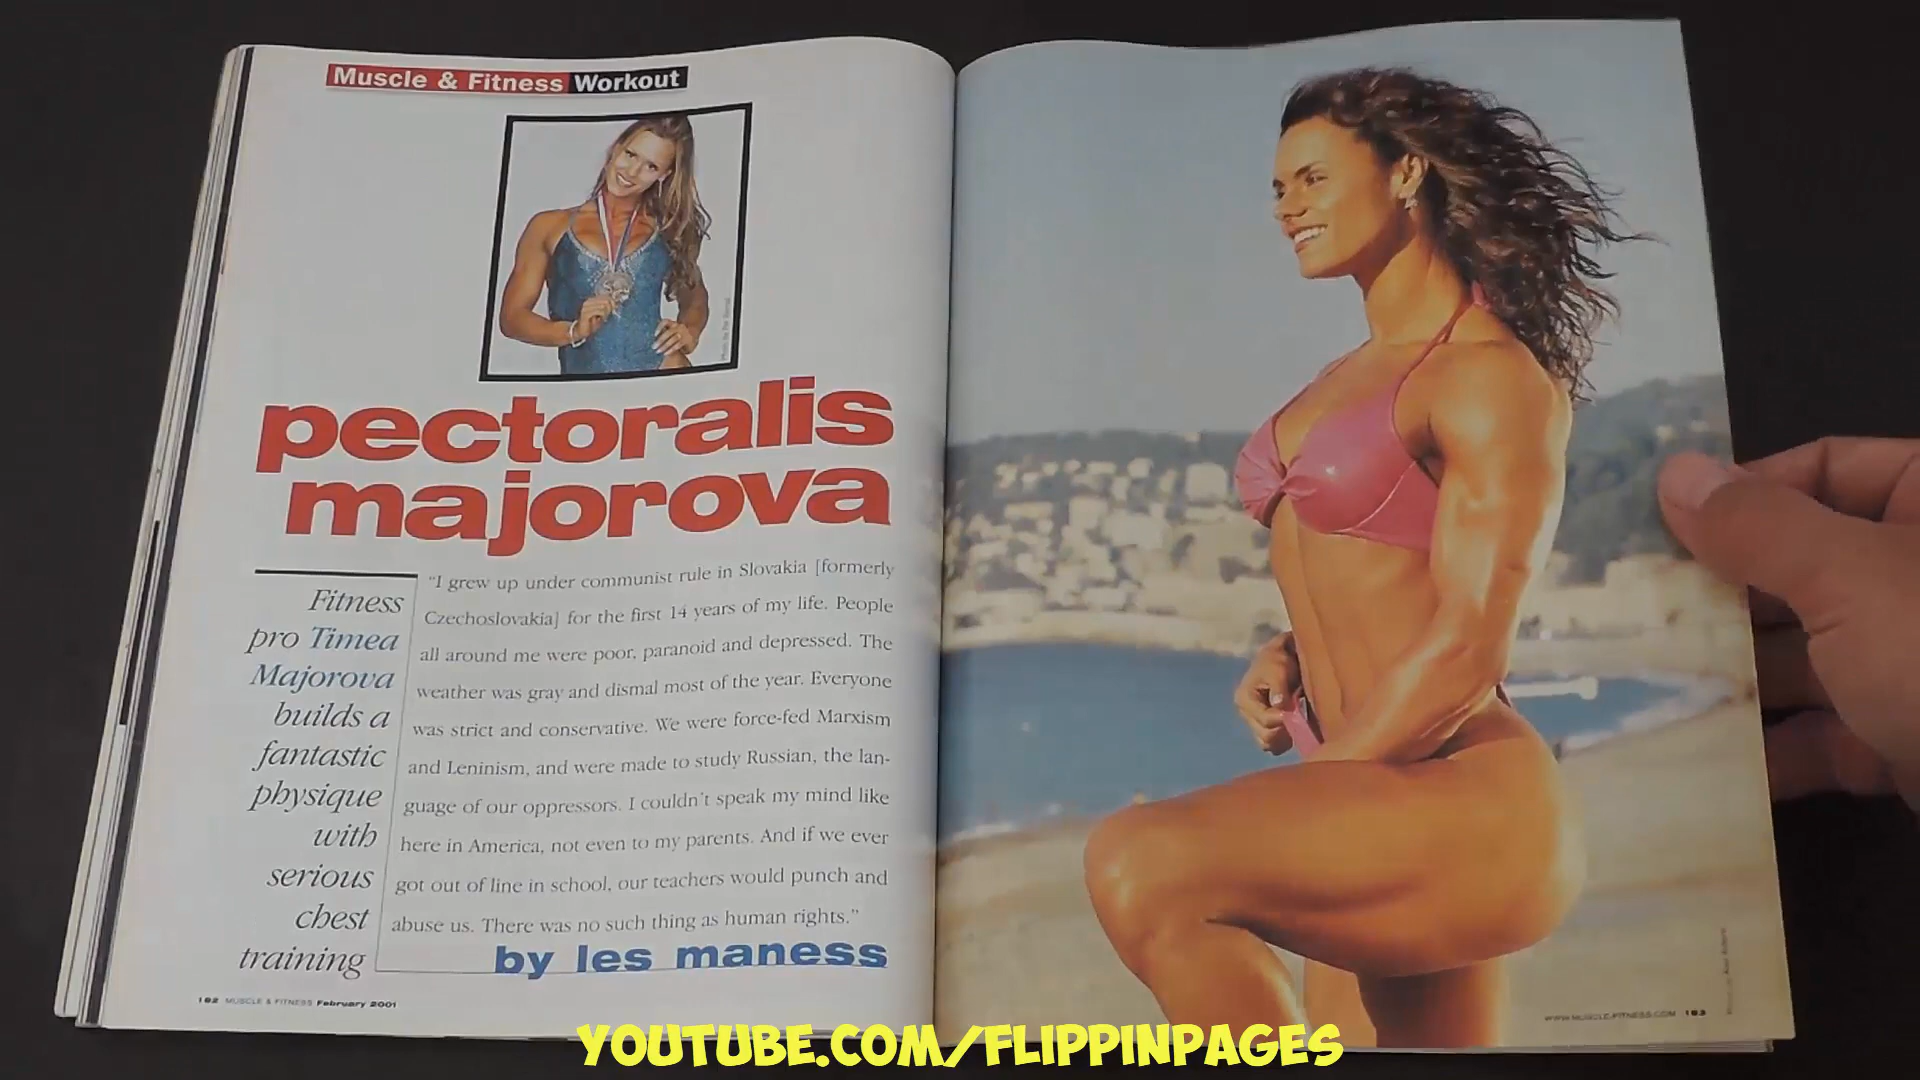 Muscle & Fitness Workout
pectoralis
majorova
Fitness
pro Timea
Majorova
builds a
fantastic
physique
with
serious
chest
training
"I grew up under communist rule in Slovakia [formerly
Czechoslovakia] for the first 14 years of my life. People
all around me were poor, paranoid and depressed. The
weather was gray and dismal most of the year. Everyone
was strict and conservative. We were force-fed Marxism
and Leninism, and were made to study Russian, the lan-
guage of our oppressors. I couldn't speak my mind like
here in America, not even to my parents. And if we ever
got out of line in school, our teachers would punch and
abuse us. There was no such thing as human rights."
by les maness
182 MUSCLE & FITNESS February 2001
WWW.MUSCLE-FITNESS.COM 183
YOUTUBE.COM/FLIPPINPAGES